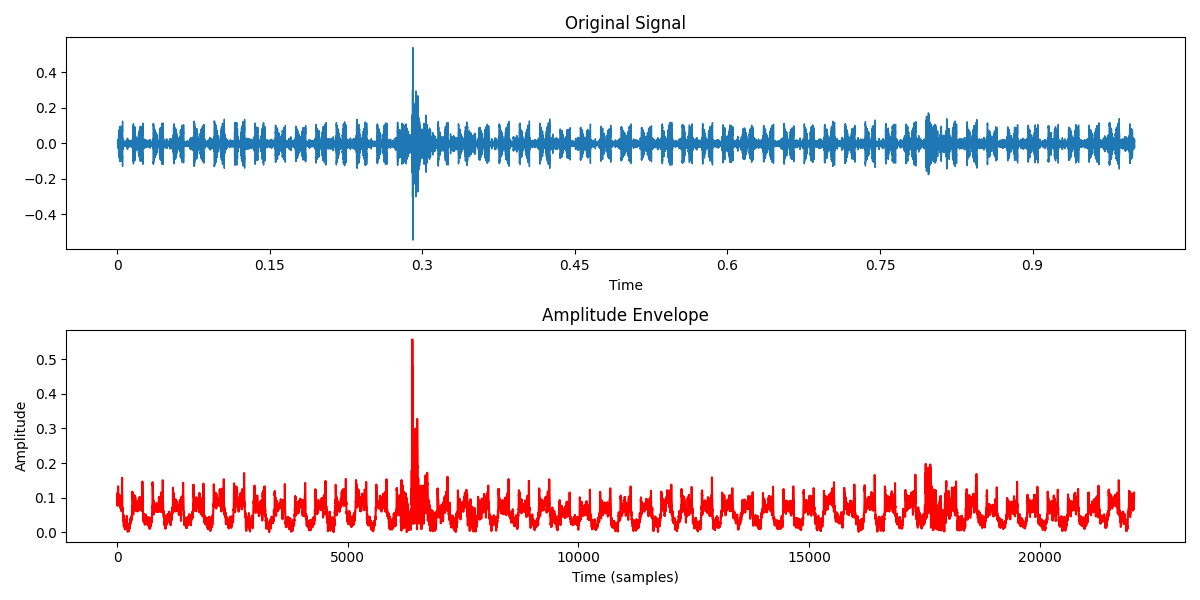 Original Signal
0.4
0.2
0.0
−0.2
−0.4
0 0.15 0.3 0.45 0.6 0.75 0.9
Time
Amplitude Envelope
Amplitude
0.5
0.4
0.3
0.2
0.1
0.0
0 5000 10000 15000 20000
Time (samples)